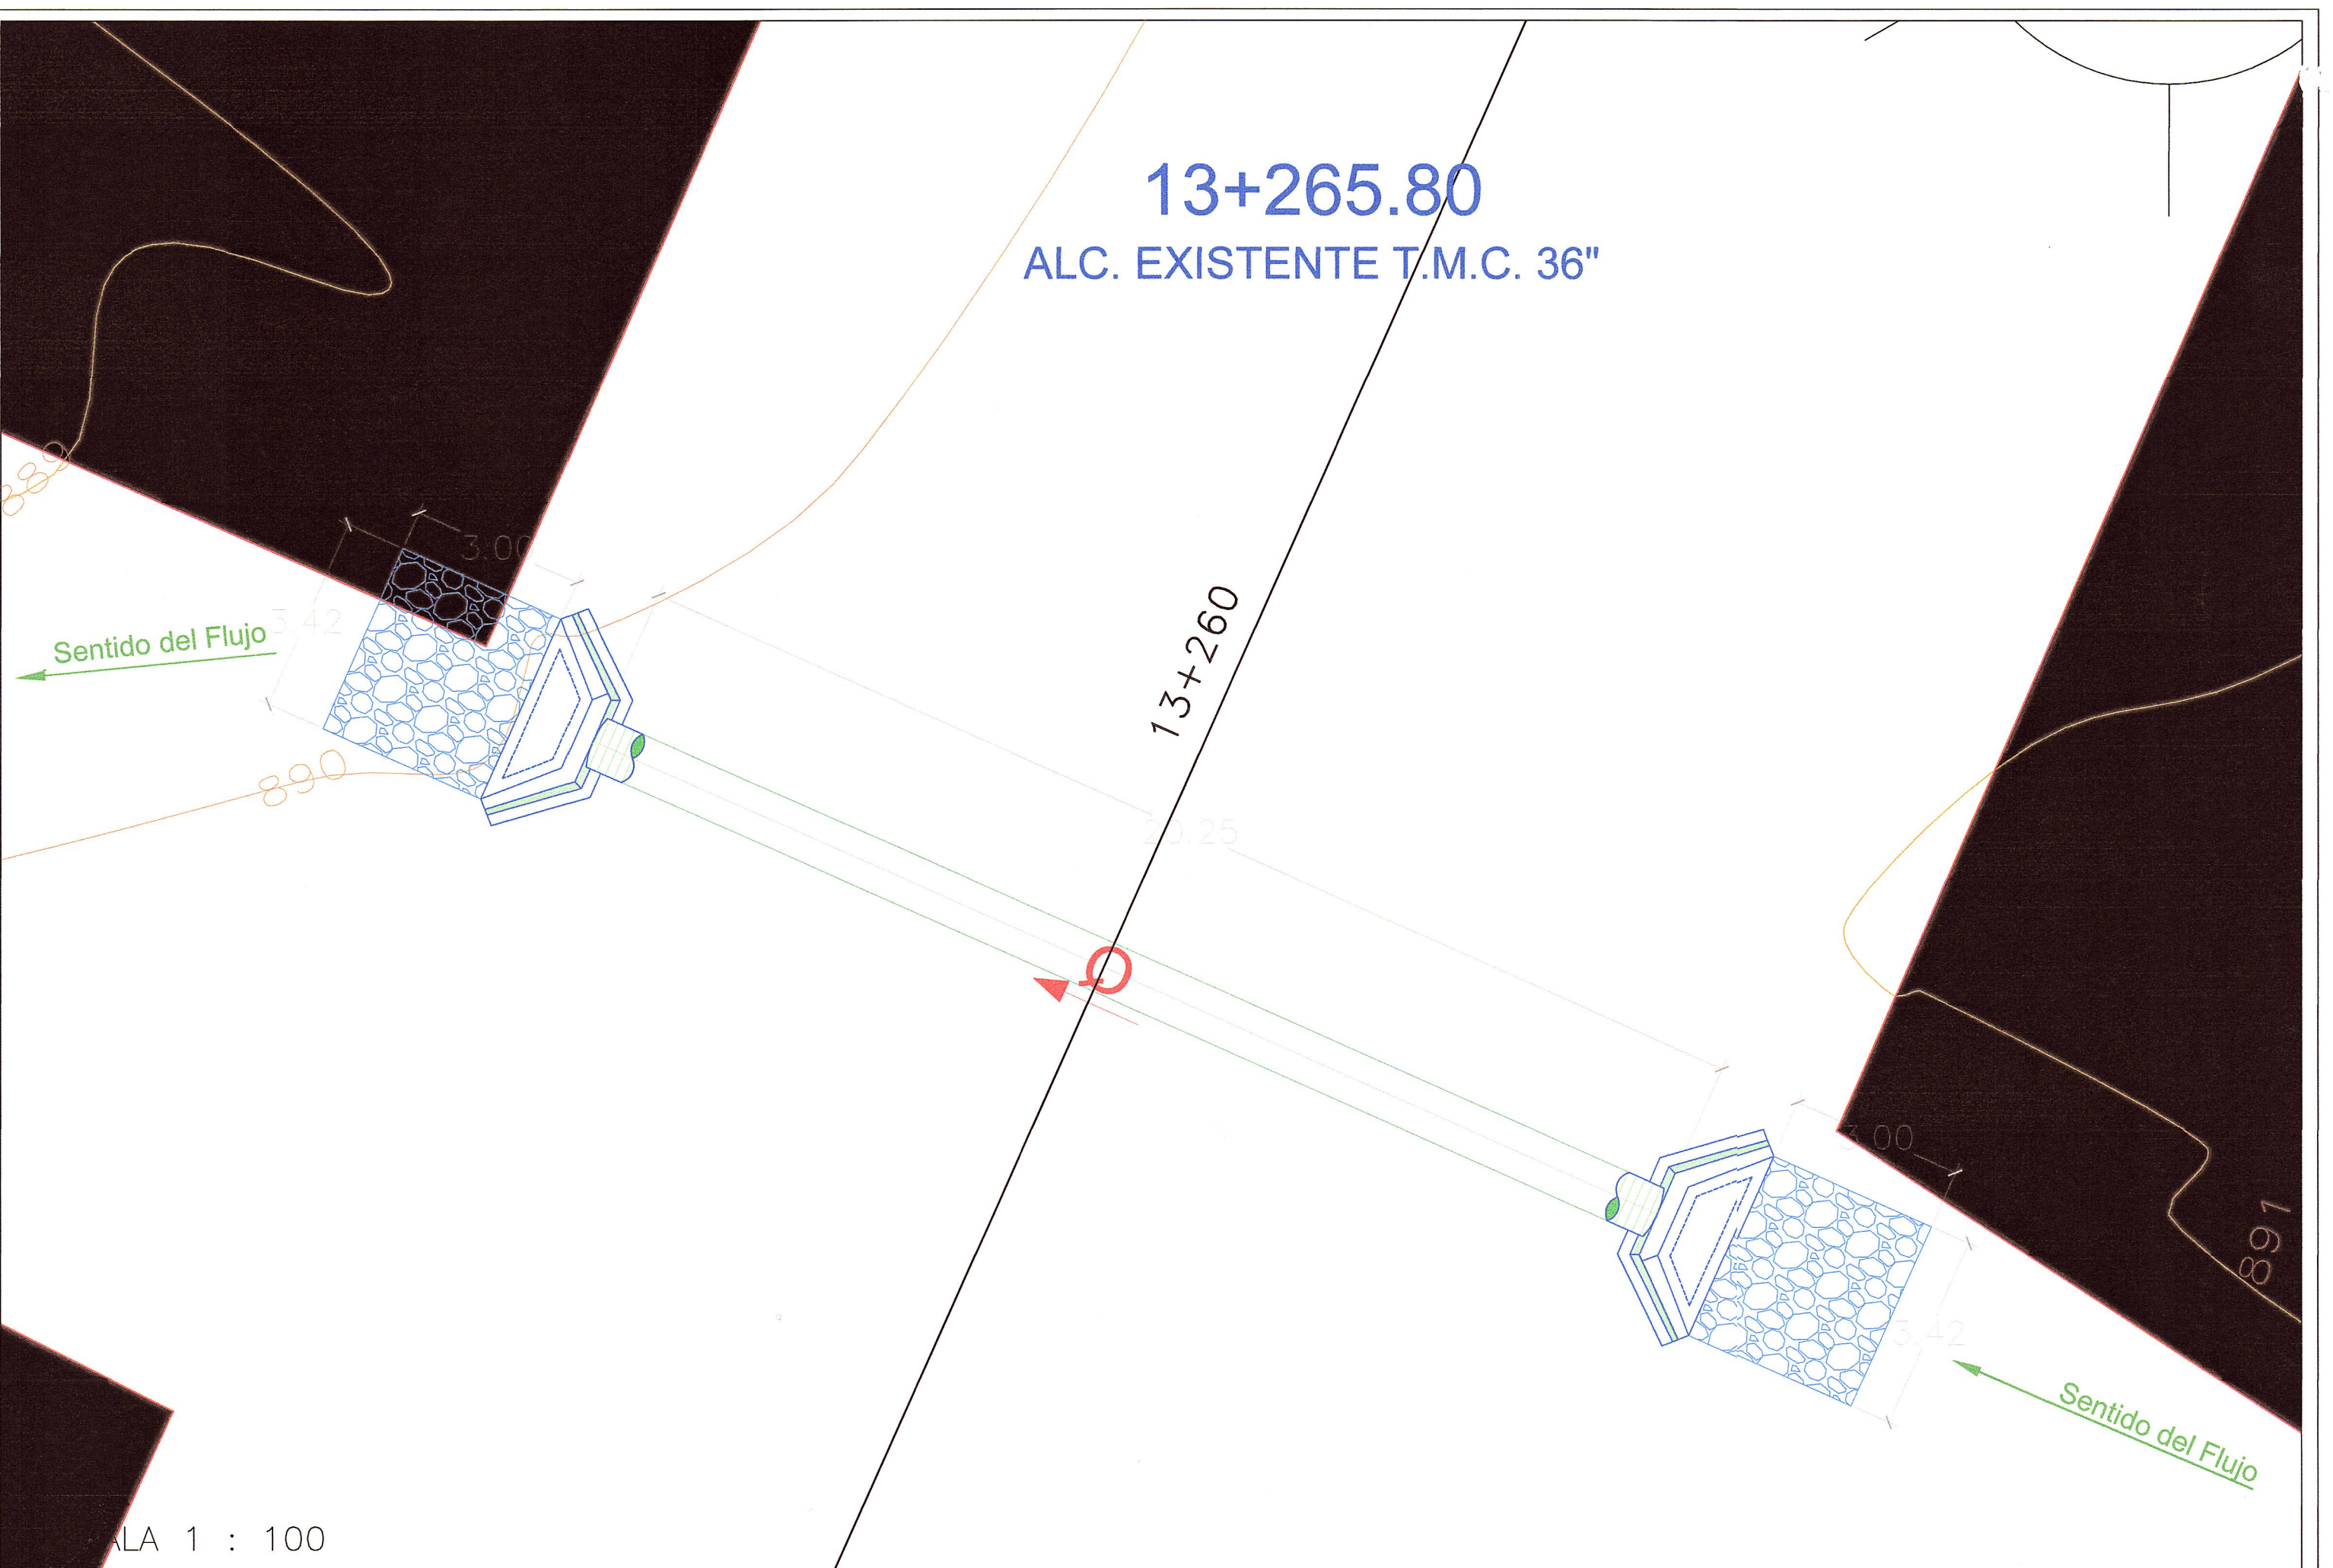 13+265.80
ALC. EXISTENTE T.M.C. 36"
889
3.00
3.42
Sentido del Flujo
13+260
890
20.25
Q
3.00
891
3.42
Sentido del Flujo
ALA 1 : 100